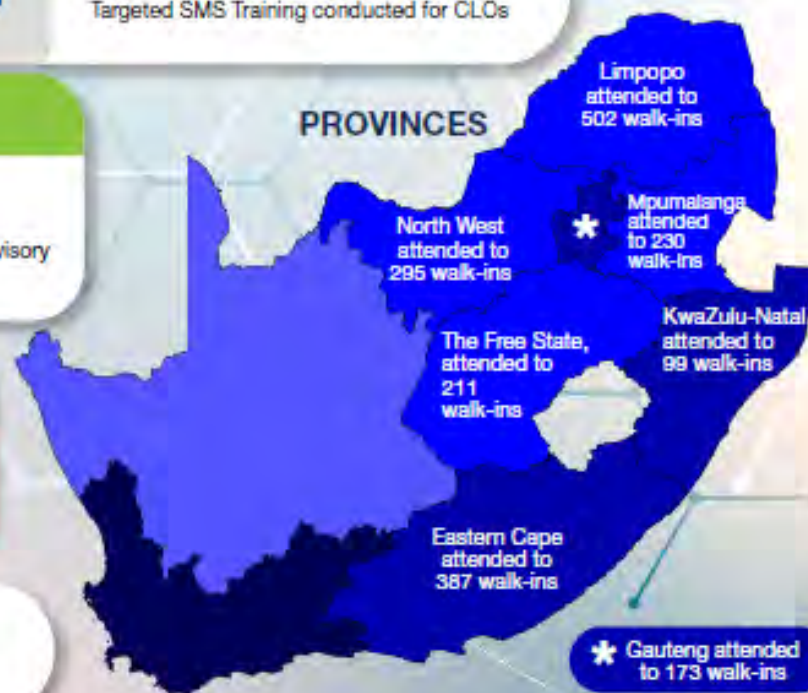 Targeted SMS Training conducted for CLOs
PROVINCES
Limpopo
attended to
502 walk-ins
visory
North West
attended to
295 walk-ins
*
Mpumalanga
attended
to 230
walk-ins
The Free State,
attended to
211
walk-ins
KwaZulu-Natal
attended to
99 walk-ins
Eastern Cape
attended to
387 walk-ins
* Gauteng attended
to 173 walk-ins